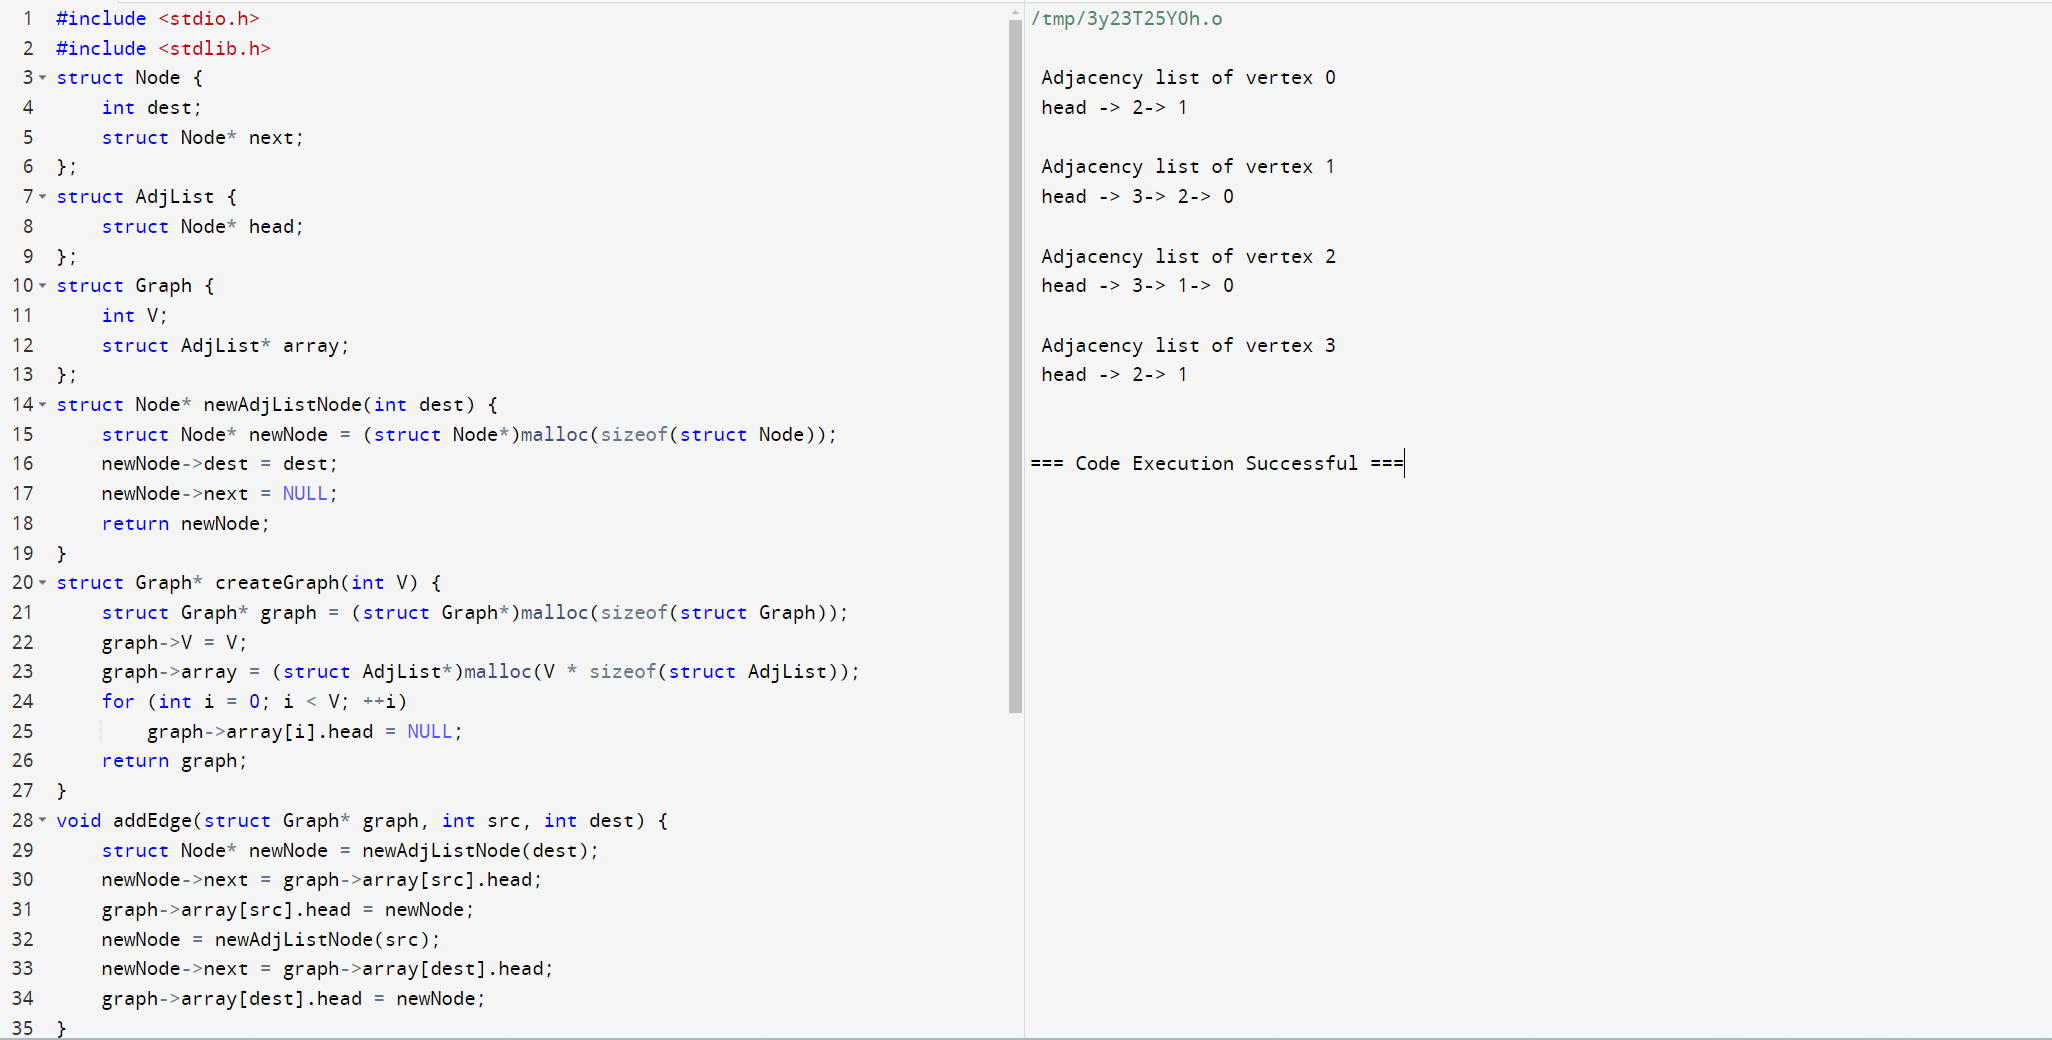 1 #include <stdio.h>
2 #include <stdlib.h>
3 struct Node {
4     int dest;
5     struct Node* next;
6 };
7 struct AdjList {
8     struct Node* head;
9 };
10 struct Graph {
11     int V;
12     struct AdjList* array;
13 };
14 struct Node* newAdjListNode(int dest) {
15     struct Node* newNode = (struct Node*)malloc(sizeof(struct Node));
16     newNode->dest = dest;
17     newNode->next = NULL;
18     return newNode;
19 }
20 struct Graph* createGraph(int V) {
21     struct Graph* graph = (struct Graph*)malloc(sizeof(struct Graph));
22     graph->V = V;
23     graph->array = (struct AdjList*)malloc(V * sizeof(struct AdjList));
24     for (int i = 0; i < V; ++i)
25         graph->array[i].head = NULL;
26     return graph;
27 }
28 void addEdge(struct Graph* graph, int src, int dest) {
29     struct Node* newNode = newAdjListNode(dest);
30     newNode->next = graph->array[src].head;
31     graph->array[src].head = newNode;
32     newNode = newAdjListNode(src);
33     newNode->next = graph->array[dest].head;
34     graph->array[dest].head = newNode;
35 }
/tmp/3y23T25Y0h.o
Adjacency list of vertex 0
head -> 2-> 1
Adjacency list of vertex 1
head -> 3-> 2-> 0
Adjacency list of vertex 2
head -> 3-> 1-> 0
Adjacency list of vertex 3
head -> 2-> 1
=== Code Execution Successful ===